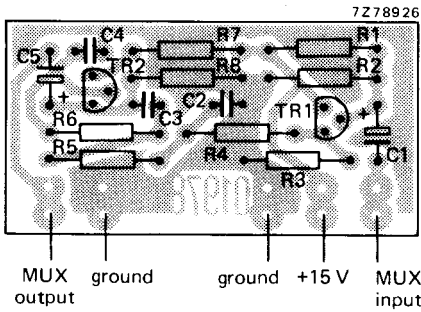 7Z78926
C4 R7 R1
C5 TR2 R8 R2
C3 C2 TR1
R6 R4 C1
R5 R3
MUX output
ground
ground
+15 V
MUX input